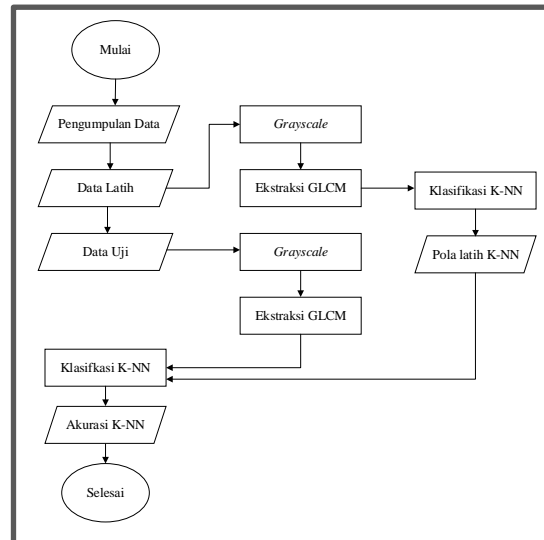 Mulai
Pengumpulan Data
Grayscale
Data Latih
Ekstraksi GLCM
Klasifikasi K-NN
Data Uji
Grayscale
Pola latih K-NN
Ekstraksi GLCM
Klasifkasi K-NN
Akurasi K-NN
Selesai